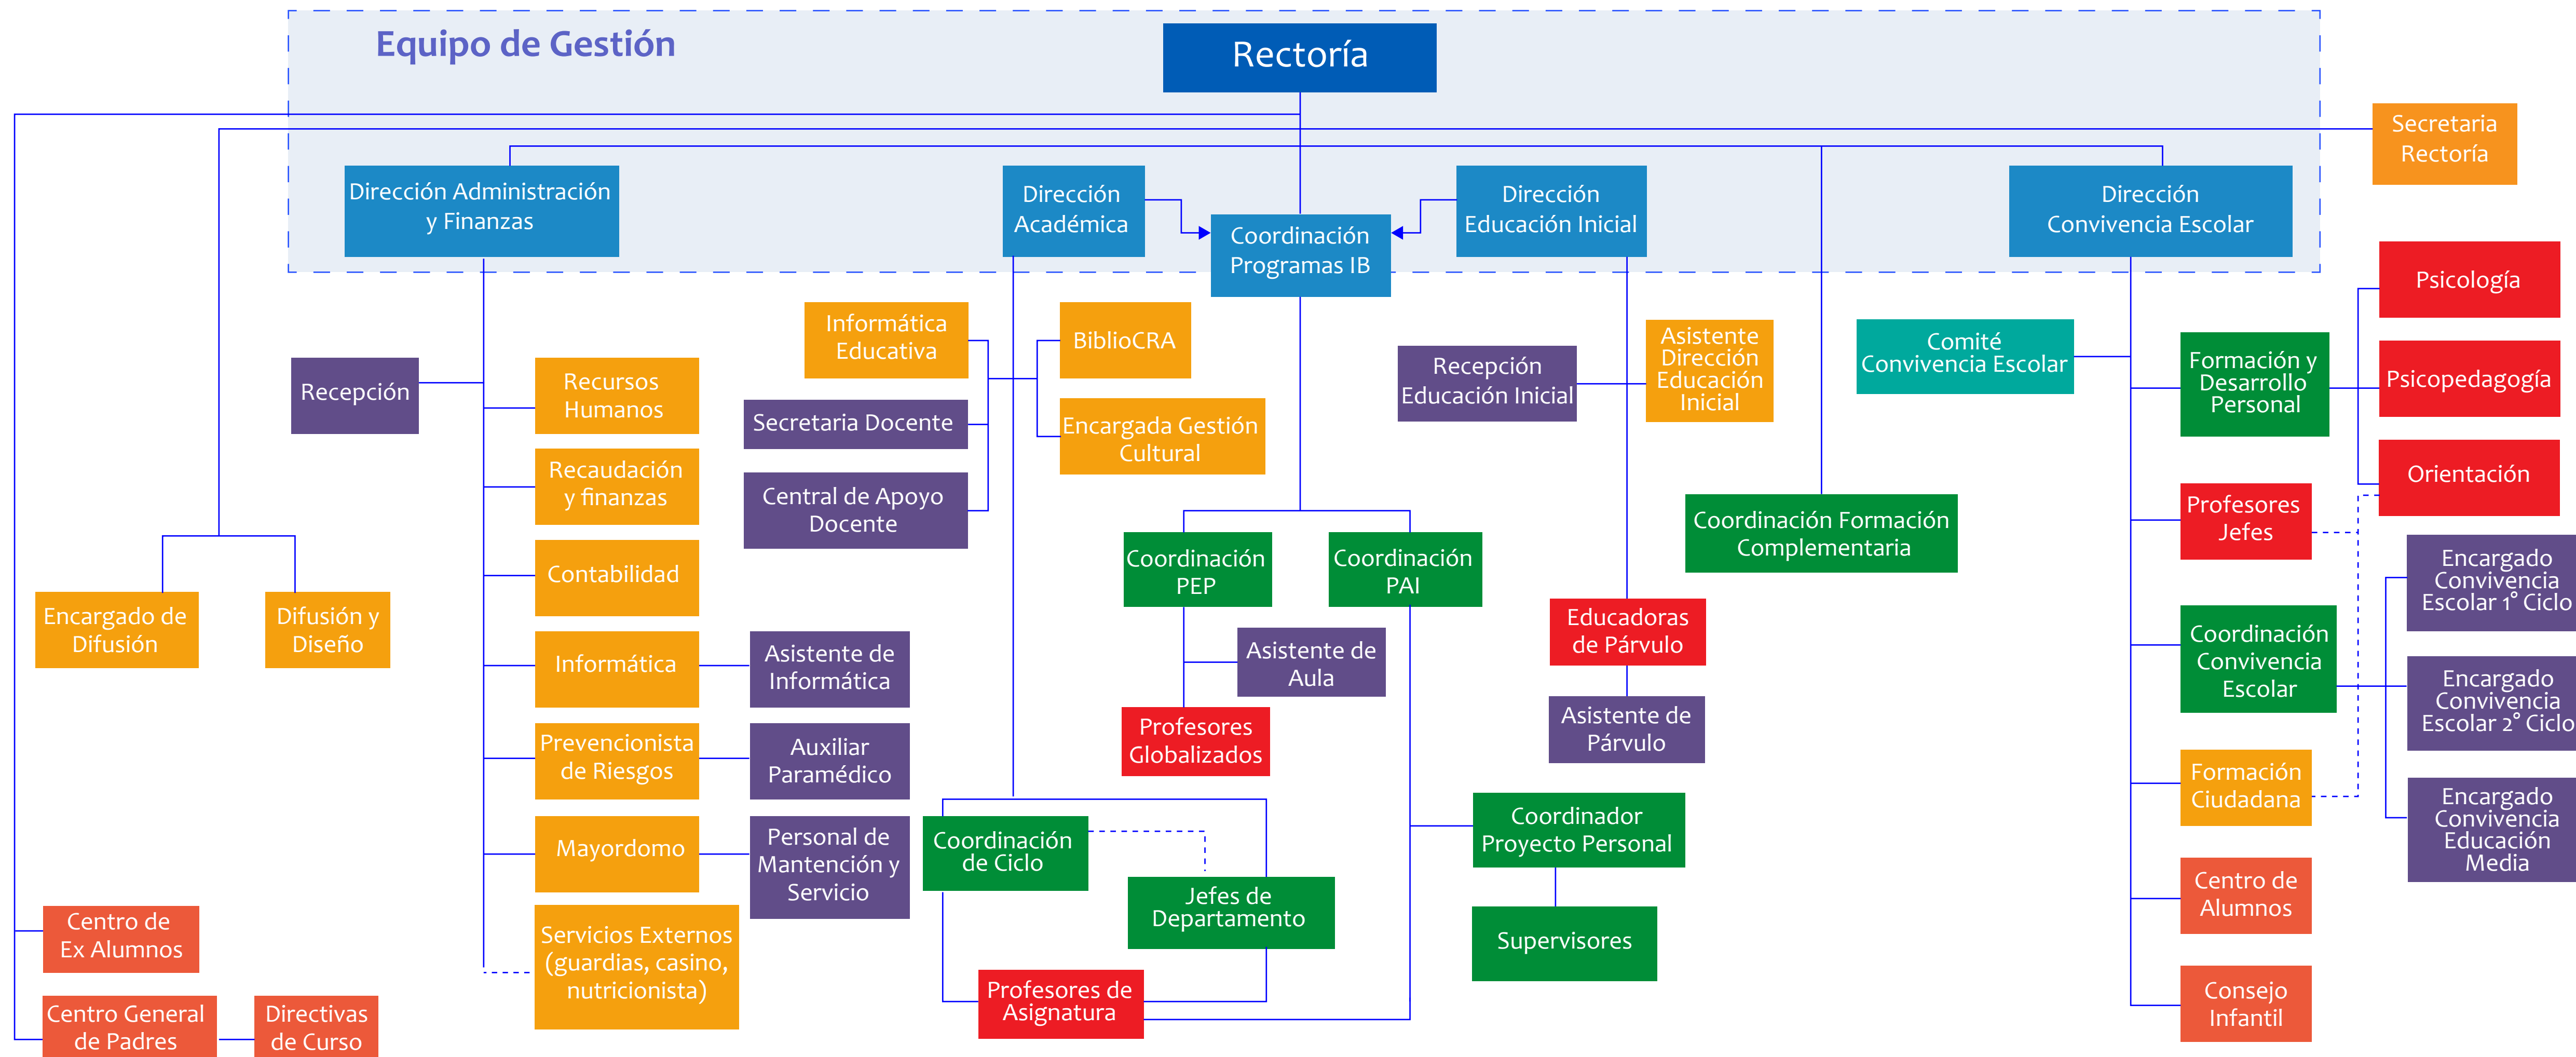 Equipo de Gestión
Rectoría
Secretaria
Rectoría
Dirección Administración
y Finanzas
Dirección
Académica
Coordinación
Programas IB
Dirección
Educación Inicial
Dirección
Convivencia Escolar
Recepción
Recursos
Humanos
Recaudación
y finanzas
Contabilidad
Informática
Asistente de
Informática
Prevencionista
de Riesgos
Auxiliar
Paramédico
Mayordomo
Personal de
Mantención y
Servicio
Servicios Externos
(guardias, casino,
nutricionista)
Encargado de
Difusión
Difusión y
Diseño
Centro de
Ex Alumnos
Centro General
de Padres
Directivas
de Curso
Informática
Educativa
BiblioCRA
Secretaria Docente
Encargada Gestión
Cultural
Central de Apoyo
Docente
Coordinación
PEP
Coordinación
PAI
Asistente de
Aula
Profesores
Globalizados
Coordinación
de Ciclo
Jefes de
Departamento
Profesores de
Asignatura
Coordinador
Proyecto Personal
Supervisores
Recepción
Educación Inicial
Asistente
Dirección
Educación
Inicial
Educadoras
de Párvulo
Asistente de
Párvulo
Coordinación Formación
Complementaria
Comité
Convivencia Escolar
Formación y
Desarrollo
Personal
Psicología
Psicopedagogía
Orientación
Profesores
Jefes
Coordinación
Convivencia
Escolar
Encargado
Convivencia
Escolar 1° Ciclo
Encargado
Convivencia
Escolar 2° Ciclo
Encargado
Convivencia
Educación
Media
Formación
Ciudadana
Centro de
Alumnos
Consejo
Infantil